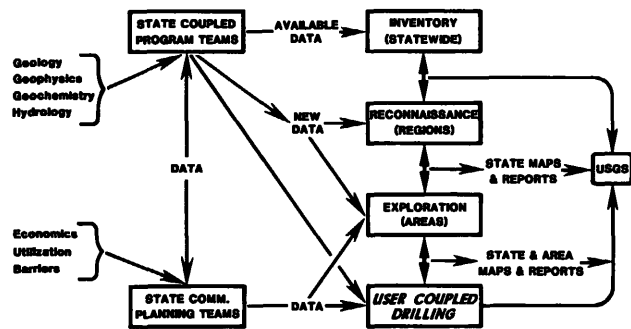 STATE COUPLED
PROGRAM TEAMS
AVAILABLE
DATA
INVENTORY
(STATEWIDE)
Geology
Geophysics
Geochemistry
Hydrology
NEW
DATA
RECONNAISSANCE
(REGIONS)
DATA
STATE MAPS
& REPORTS
USGS
EXPLORATION
(AREAS)
Economics
Utilization
Barriers
STATE & AREA
MAPS & REPORTS
STATE COMM.
PLANNING TEAMS
DATA
USER COUPLED
DRILLING